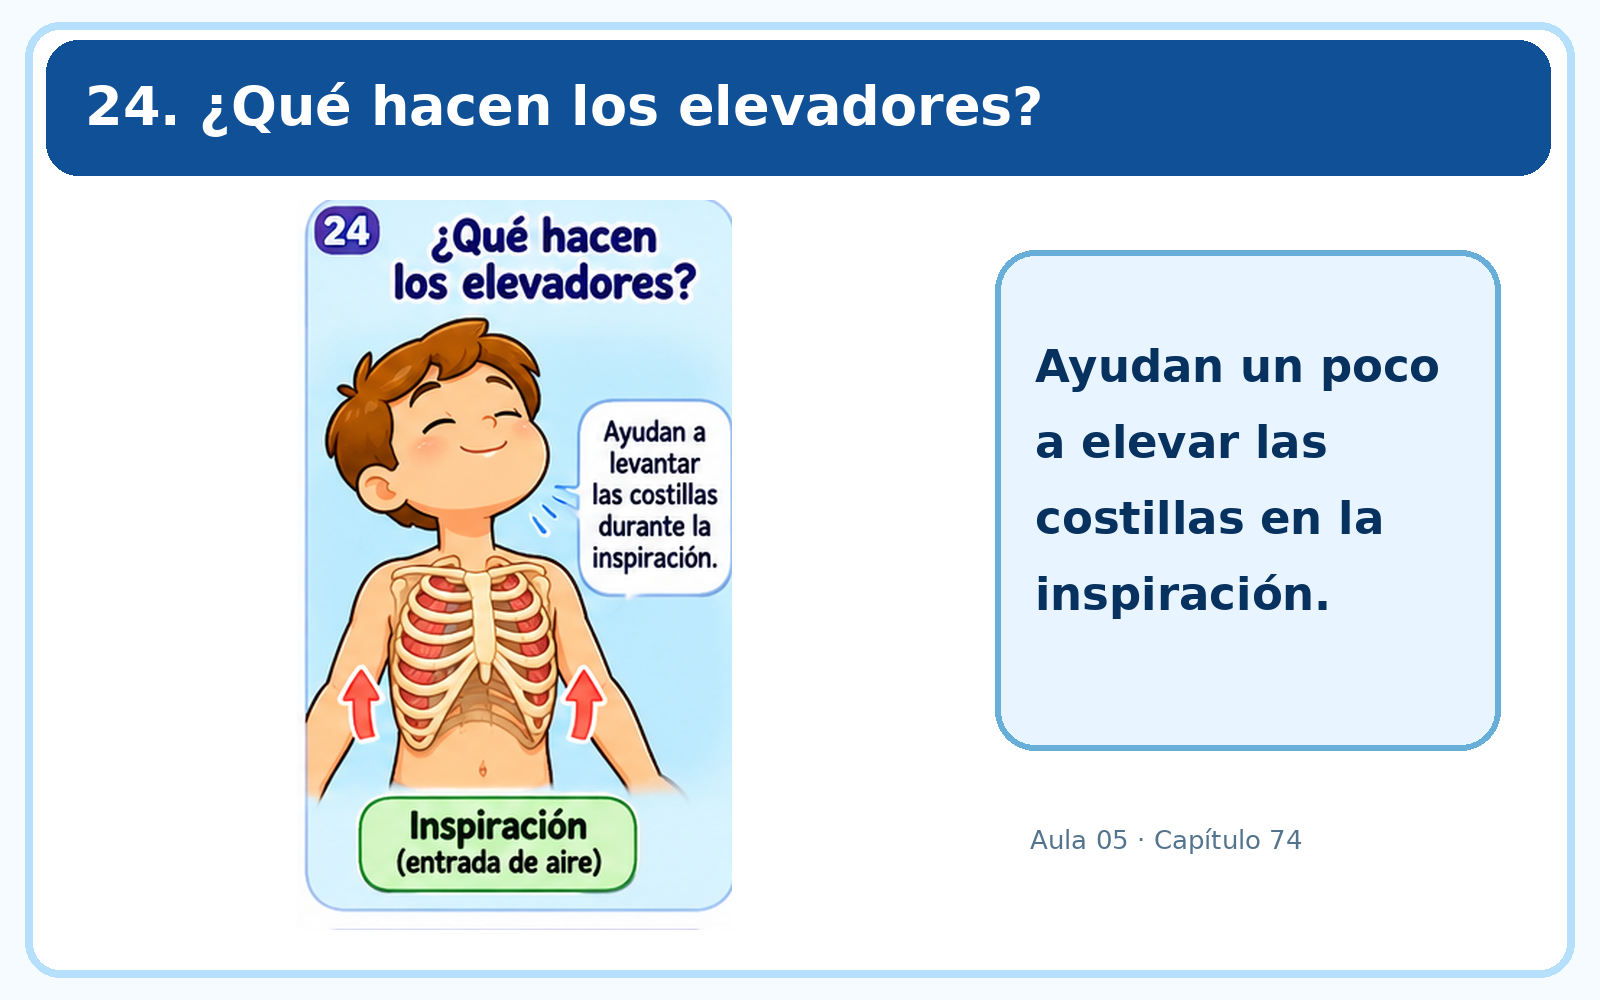 24. ¿Qué hacen los elevadores?
24
¿Qué hacen
los elevadores?
Ayudan a
levantar
las costillas
durante la
inspiración.
Inspiración
(entrada de aire)
Ayudan un poco
a elevar las
costillas en la
inspiración.
Aula 05 · Capítulo 74